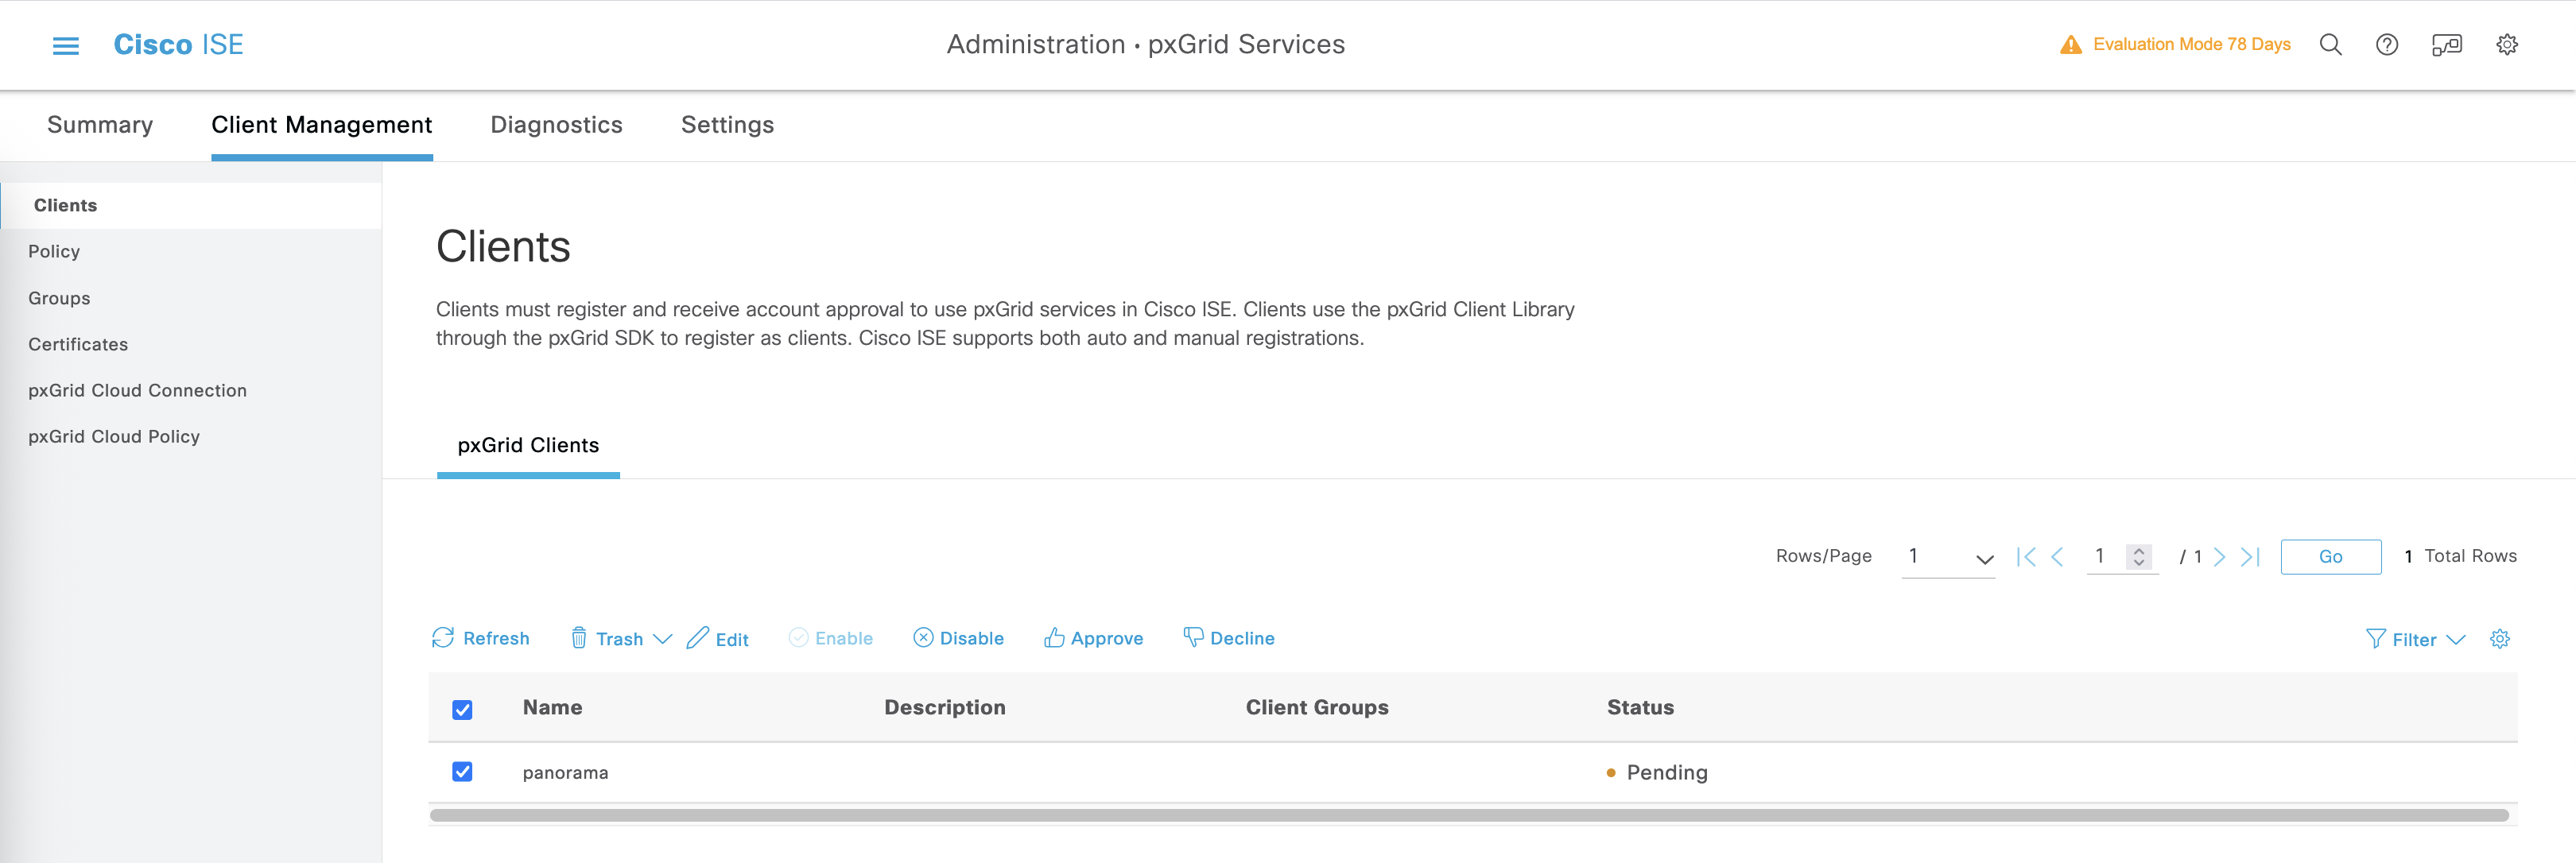 Cisco ISE
Administration · pxGrid Services
Evaluation Mode 78 Days
Summary
Client Management
Diagnostics
Settings
Clients
Policy
Groups
Certificates
pxGrid Cloud Connection
pxGrid Cloud Policy
Clients
Clients must register and receive account approval to use pxGrid services in Cisco ISE. Clients use the pxGrid Client Library
through the pxGrid SDK to register as clients. Cisco ISE supports both auto and manual registrations.
pxGrid Clients
Rows/Page 1 1 / 1 Go 1 Total Rows
Refresh Trash Edit Enable Disable Approve Decline Filter
Name Description Client Groups Status
panorama Pending